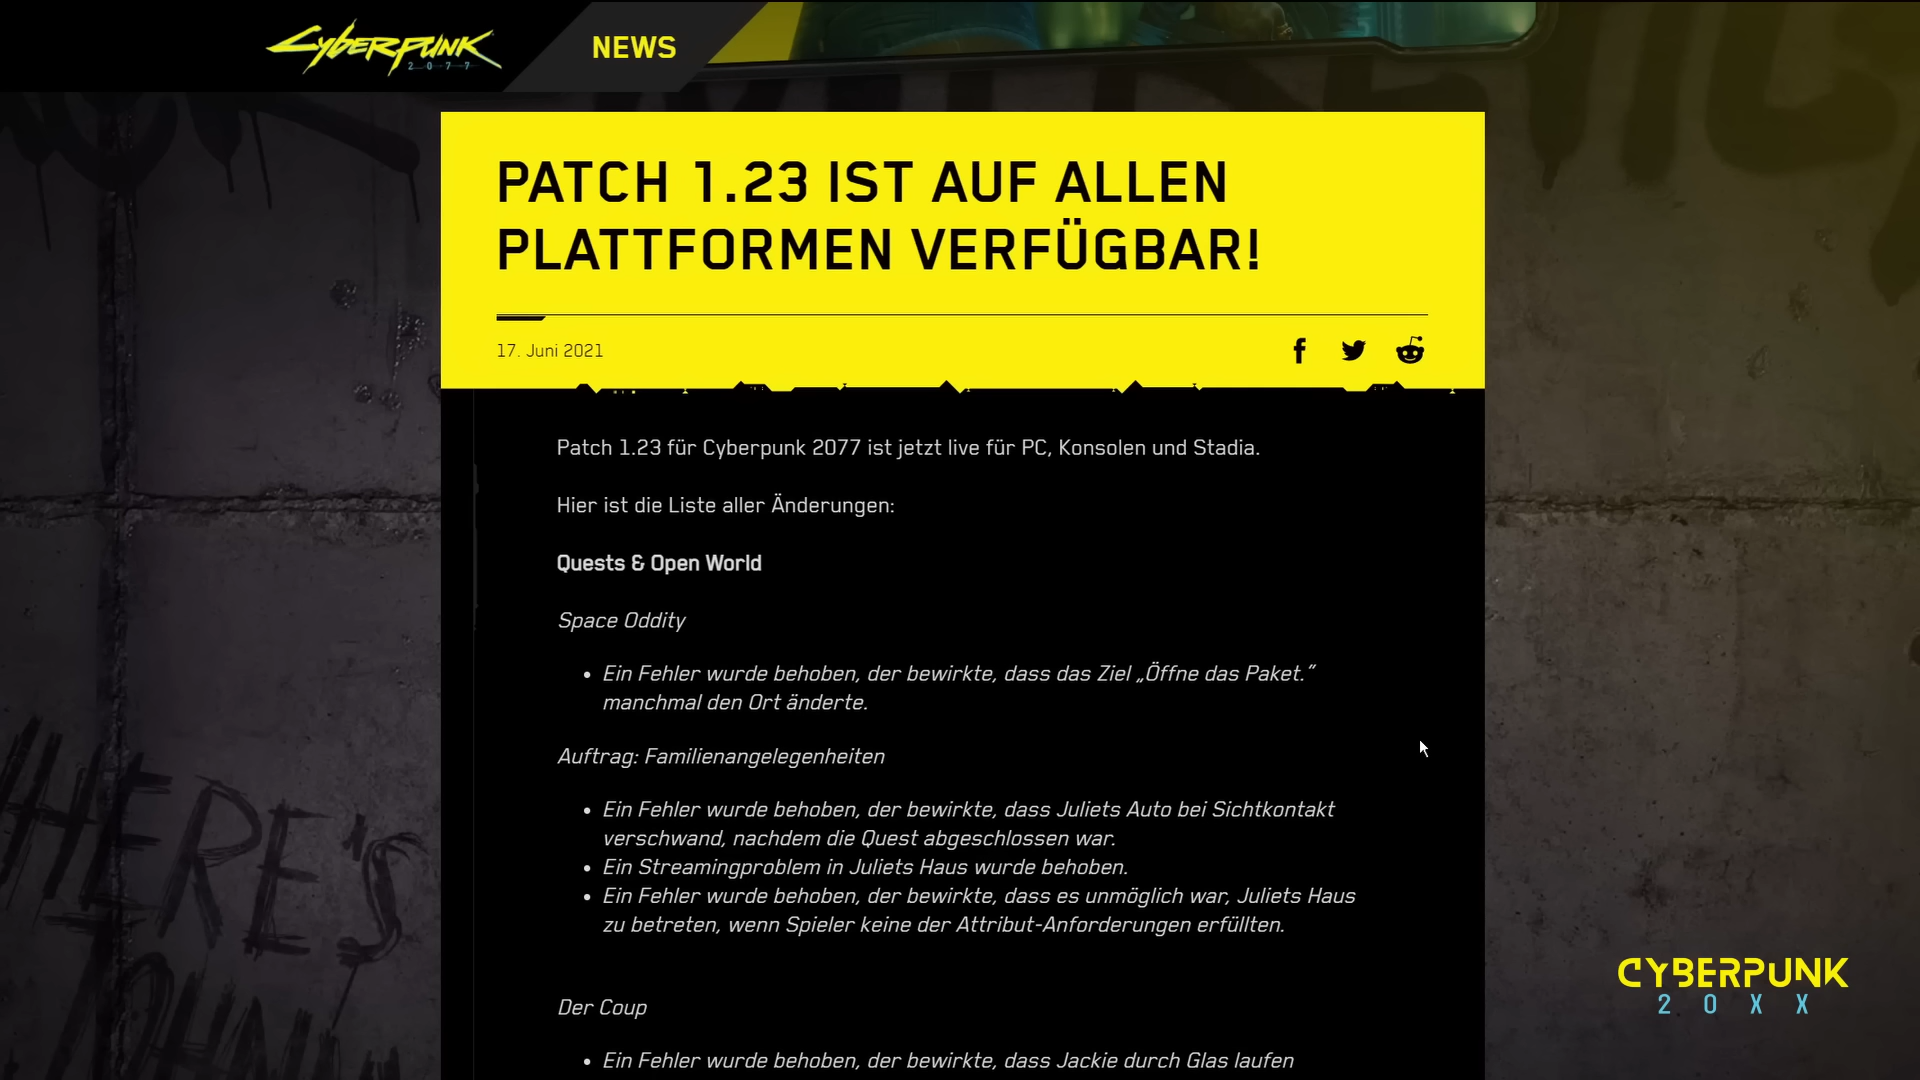 CYBERPUNK
2077
NEWS
PATCH 1.23 IST AUF ALLEN
PLATTFORMEN VERFÜGBAR!
17. Juni 2021
Patch 1.23 für Cyberpunk 2077 ist jetzt live für PC, Konsolen und Stadia.
Hier ist die Liste aller Änderungen:
Quests & Open World
Space Oddity
• Ein Fehler wurde behoben, der bewirkte, dass das Ziel „Öffne das Paket.”
manchmal den Ort änderte.
Auftrag: Familienangelegenheiten
• Ein Fehler wurde behoben, der bewirkte, dass Juliets Auto bei Sichtkontakt
verschwand, nachdem die Quest abgeschlossen war.
• Ein Streamingproblem in Juliets Haus wurde behoben.
• Ein Fehler wurde behoben, der bewirkte, dass es unmöglich war, Juliets Haus
zu betreten, wenn Spieler keine der Attribut-Anforderungen erfüllten.
Der Coup
• Ein Fehler wurde behoben, der bewirkte, dass Jackie durch Glas laufen
HERE'S
CYBERPUNK
20XX